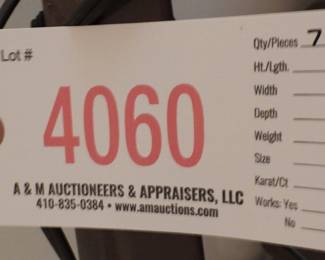 Lot #
4060
A & M AUCTIONEERS & APPRAISERS, LLC
410-835-0384 • www.amauctions.com
Qty/Pieces 7
Ht./Lgth.
Width
Depth
Weight
Size
Karat/Ct
Works: Yes
No